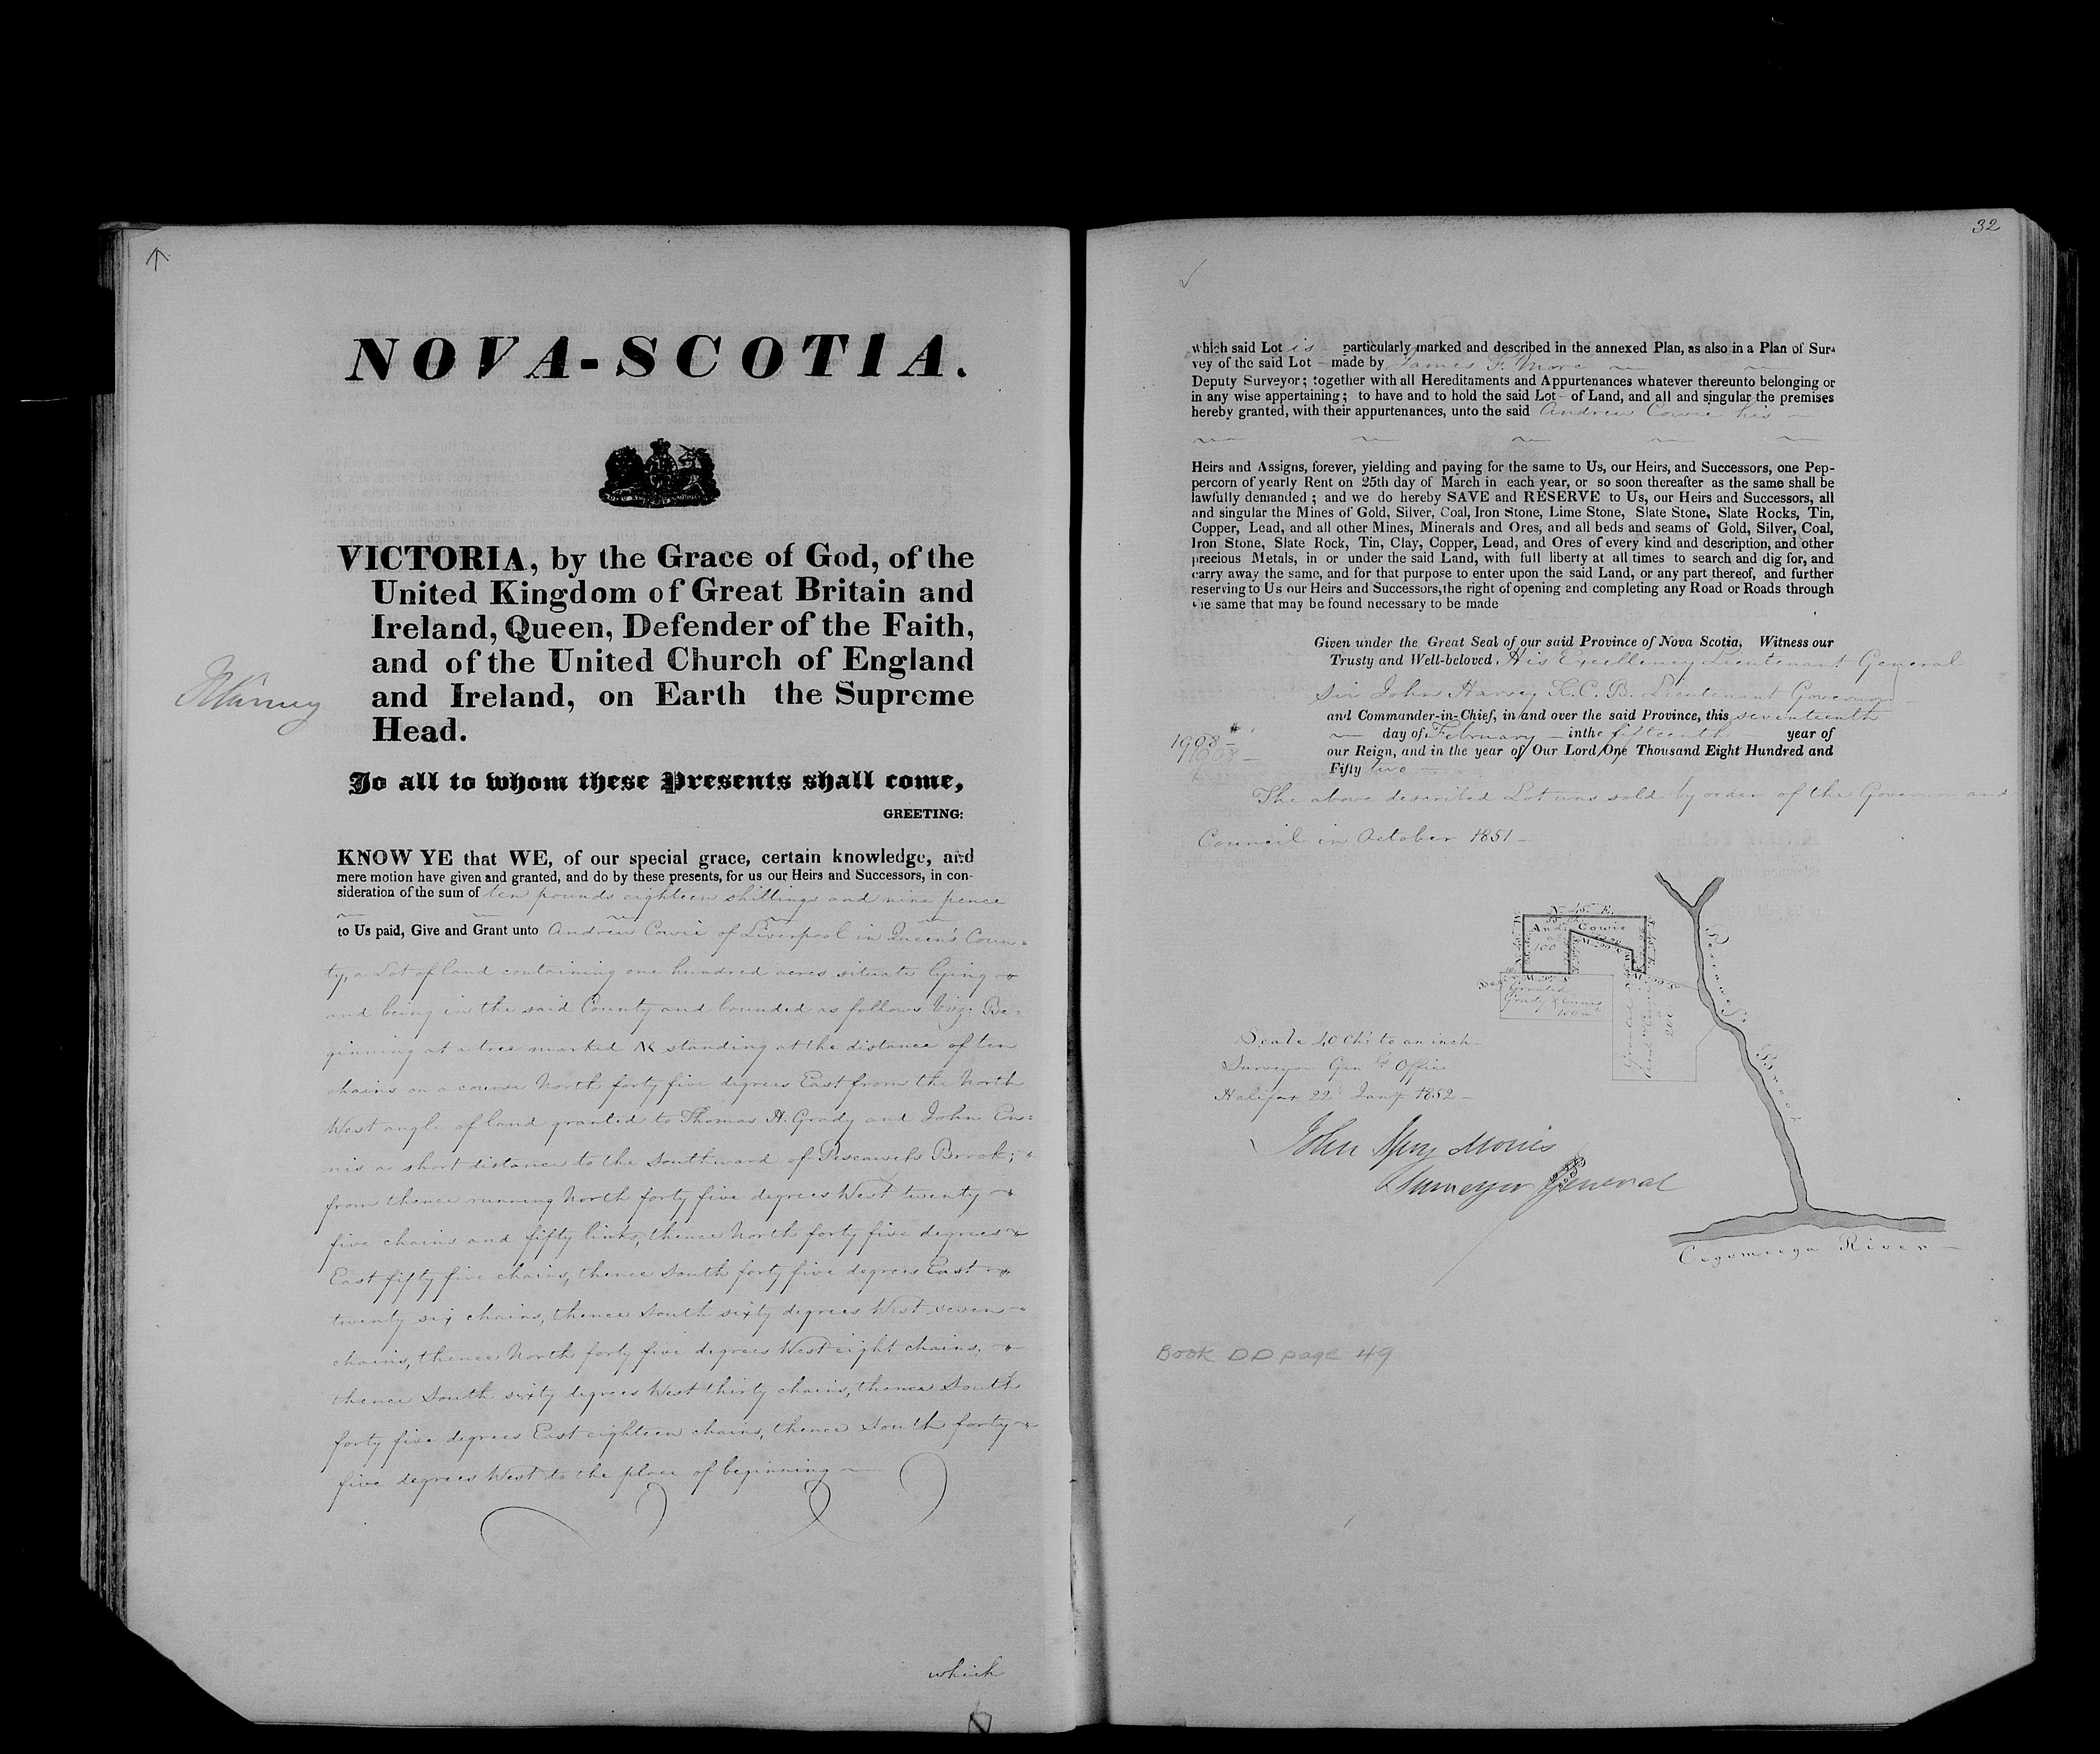 NOVA-SCOTIA.
VICTORIA, by the Grace of God, of the
United Kingdom of Great Britain and
Ireland, Queen, Defender of the Faith,
and of the United Church of England
and Ireland, on Earth the Supreme
Head.
To all to whom these Presents shall come,
GREETING:
KNOW YE that WE, of our special grace, certain knowledge, and
mere motion have given and granted, and do by these presents, for us our Heirs and Successors, in con-
sideration of the sum of ten pounds eighteen shillings and nine pence
to Us paid, Give and Grant unto Andrew Cowie of Liverpool in Queen's Coun=
ty, a Lot of land containing one hundred acres situate lying
and being in the said County and bounded as follows Viz. Be=
ginning at a tree marked standing at the distance of ten
chains on a course North forty five degrees East from the North
West angle of land granted to Thomas H. Grady and John En=
nis a short distance to the Southward of Pescawess Brook;
from thence running North forty five degrees West twenty
five chains and fifty links, thence North forty five degrees
East fifty five chains, thence South forty five degrees East
twenty six chains, thence South sixty degrees West seven
chains, thence North forty five degrees West eight chains,
thence South sixty degrees West thirty chains, thence South
forty five degrees East eighteen chains, thence South forty
five degrees West to the place of beginning
which
32
which said Lot is particularly marked and described in the annexed Plan, as also in a Plan of Sur-
vey of the said Lot made by James F. More
Deputy Surveyor; together with all Hereditaments and Appurtenances whatever thereunto belonging or
in any wise appertaining; to have and to hold the said Lot of Land, and all and singular the premises
hereby granted, with their appurtenances, unto the said Andrew Cowie his
Heirs and Assigns, forever, yielding and paying for the same to Us, our Heirs, and Successors, one Pep-
percorn of yearly Rent on 25th day of March in each year, or so soon thereafter as the same shall be
lawfully demanded; and we do hereby SAVE and RESERVE to Us, our Heirs and Successors, all
and singular the Mines of Gold, Silver, Coal, Iron Stone, Lime Stone, Slate Stone, Slate Rocks, Tin,
Copper, Lead, and all other Mines, Minerals and Ores, and all beds and seams of Gold, Silver, Coal,
Iron Stone, Slate Rock, Tin, Clay, Copper, Lead, and Ores of every kind and description, and other
precious Metals, in or under the said Land, with full liberty at all times to search and dig for, and
carry away the same, and for that purpose to enter upon the said Land, or any part thereof, and further
reserving to Us our Heirs and Successors, the right of opening and completing any Road or Roads through
the same that may be found necessary to be made
Given under the Great Seal of our said Province of Nova Scotia, Witness our
Trusty and Well-beloved, His Excellency Lieutenant General
Sir John Harvey K.C.B. Lieutenant Governor
and Commander-in-Chief, in and over the said Province, this seventeenth
day of February in the fifteenth year of
our Reign, and in the year of Our Lord One Thousand Eight Hundred and
Fifty two
1908
1908
The above described Lot was sold by order of the Governor and
Council in October 1851
N. 45 E.
And. Cowie
100
Granted
Grady & Ennis
Scale 40 Chs to an inch
Surveyor Genl's Office
Halifax 22d Jany 1852
John Spry Morris
Surveyor General
Brook
Cegomcega River
Book DD page 49